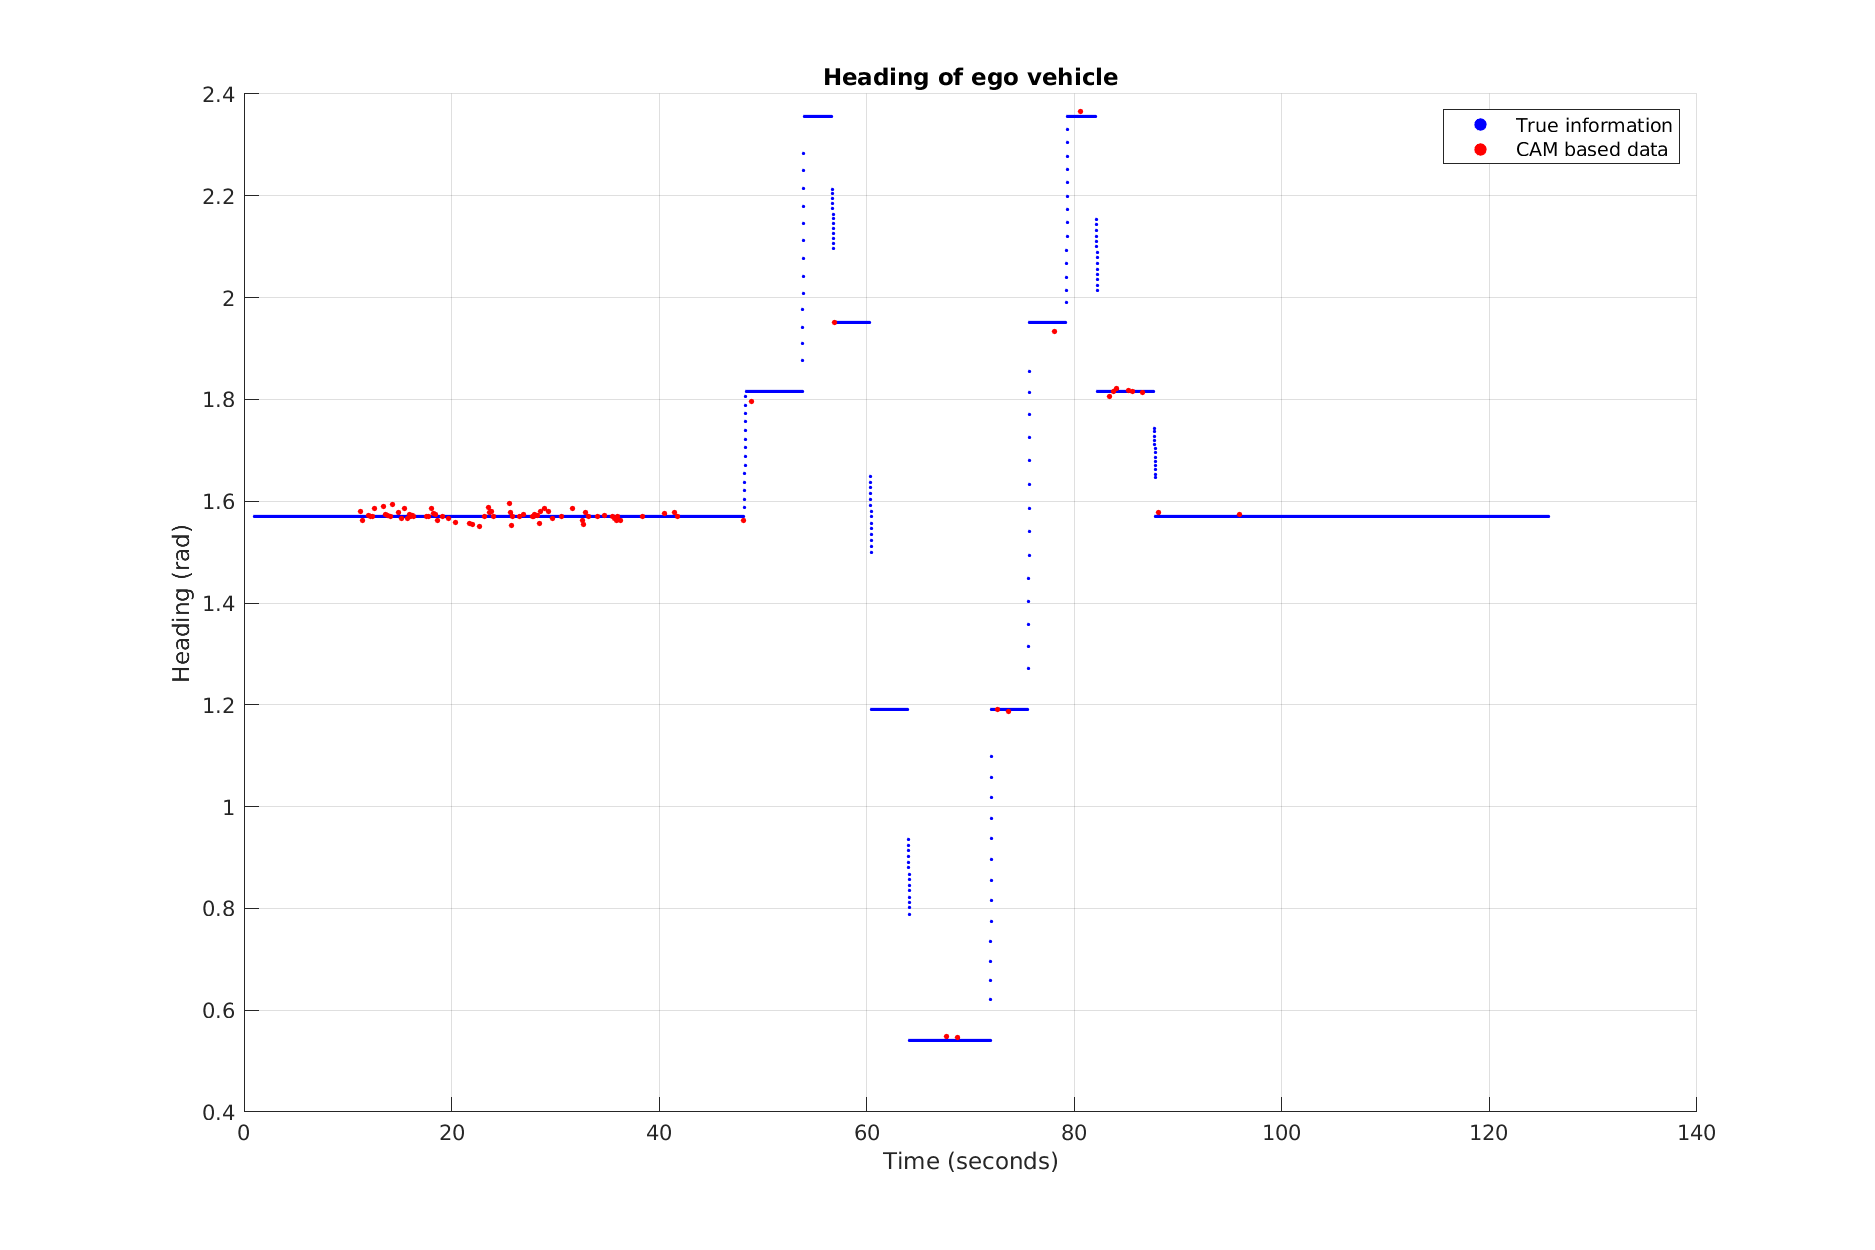 Heading of ego vehicle
True information
CAM based data
2.4
2.2
2
1.8
1.6
1.4
1.2
1
0.8
0.6
0.4
Heading (rad)
0 20 40 60 80 100 120 140
Time (seconds)